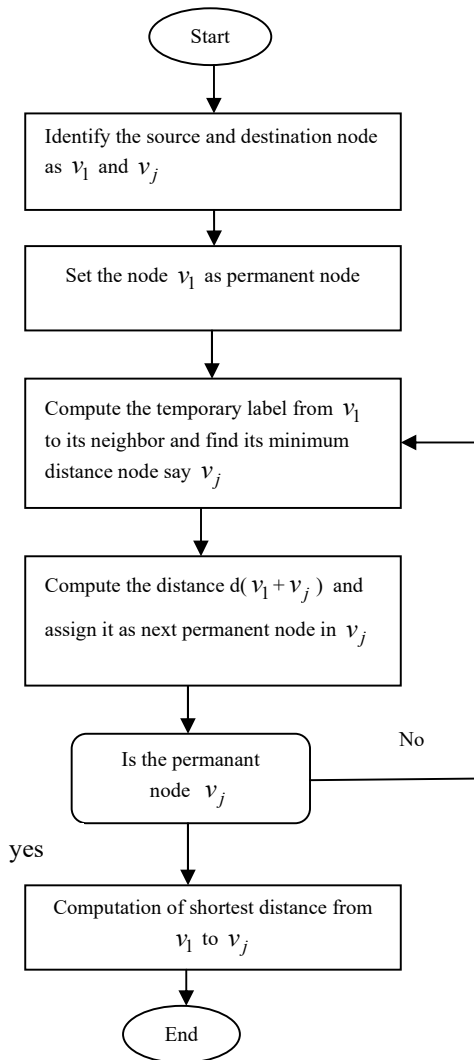 Start
Identify the source and destination node
as v₁ and vⱼ
Set the node v₁ as permanent node
Compute the temporary label from v₁
to its neighbor and find its minimum
distance node say vⱼ
Compute the distance d( v₁ + vⱼ ) and
assign it as next permanent node in vⱼ
Is the permanant
node vⱼ
No
yes
Computation of shortest distance from
v₁ to vⱼ
End